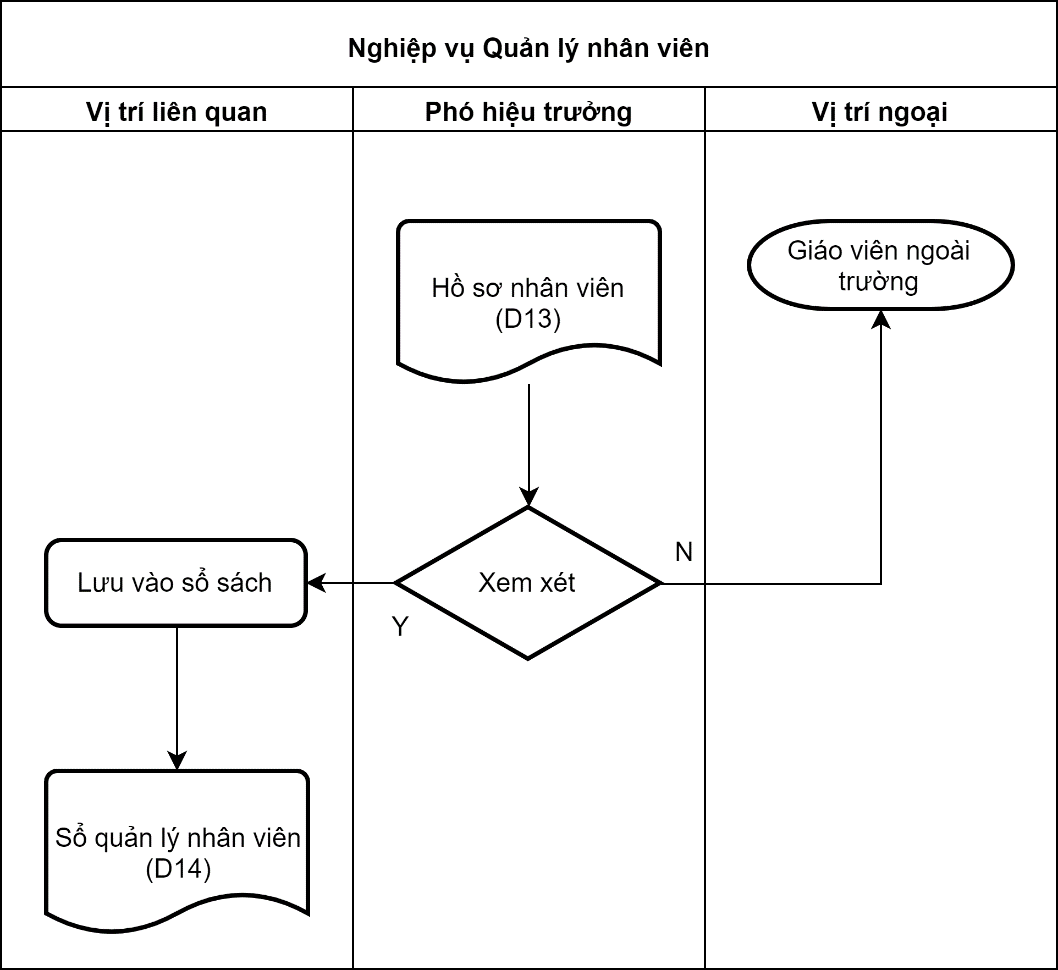 Nghiệp vụ Quản lý nhân viên
Vị trí liên quan
Phó hiệu trưởng
Vị trí ngoại
Hồ sơ nhân viên
(D13)
Giáo viên ngoài
trường
N
Lưu vào sổ sách
Xem xét
Y
Sổ quản lý nhân viên
(D14)